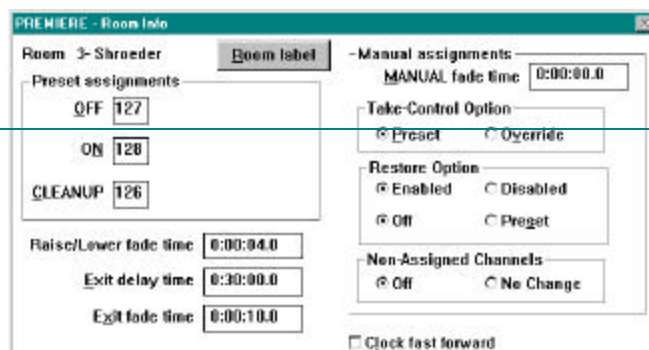 PREMIERE - Room Info
Room 3- Shroeder
Room label
Preset assignments
OFF 127
ON 128
CLEANUP 126
Raise/Lower fade time 0:00:04.0
Exit delay time 0:30:00.0
Exit fade time 0:00:10.0
Manual assignments
MANUAL fade time 0:00:00.0
Take-Control Option
Preset Override
Restore Option
Enabled Disabled
Off Preset
Non-Assigned Channels
Off No Change
Clock fast forward